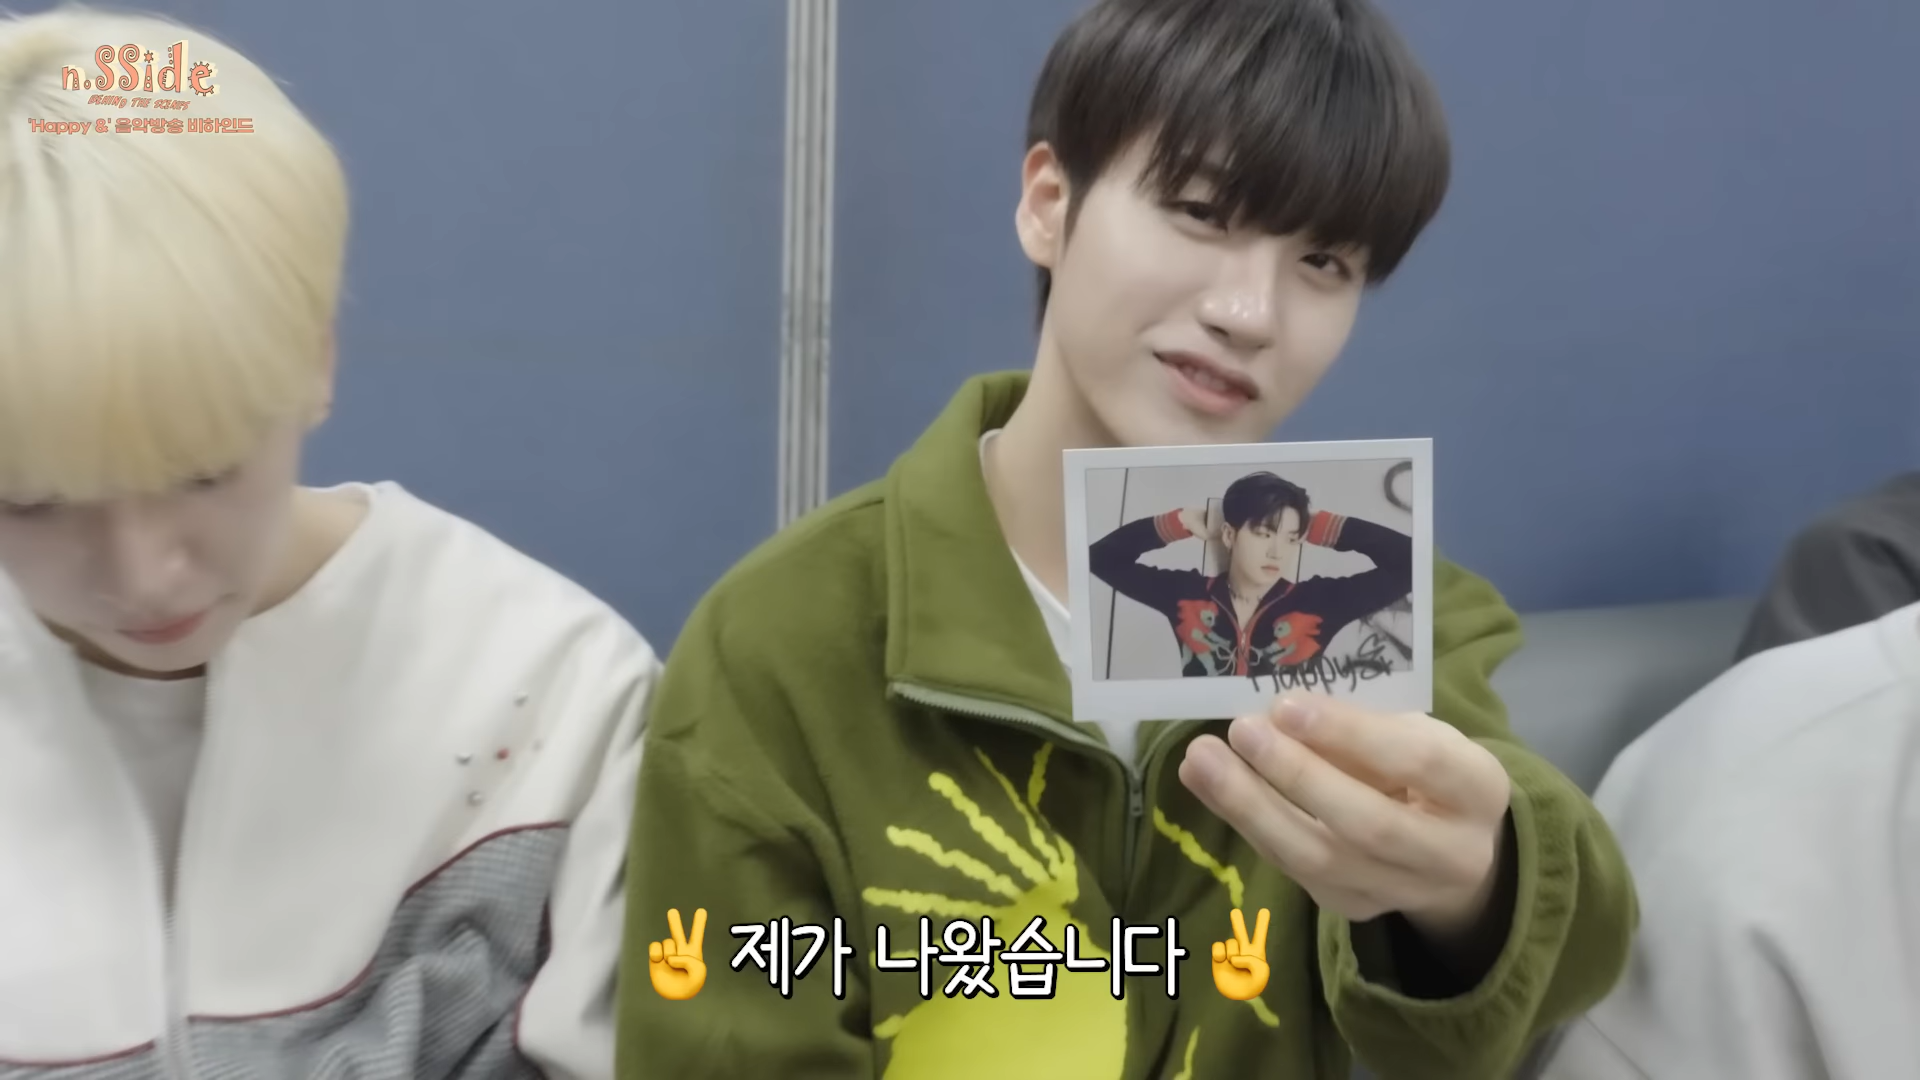 n.SSide
BEHIND THE SCENES
'Happy &' 음악방송 비하인드
Happy&
✌ 제가 나왔습니다 ✌